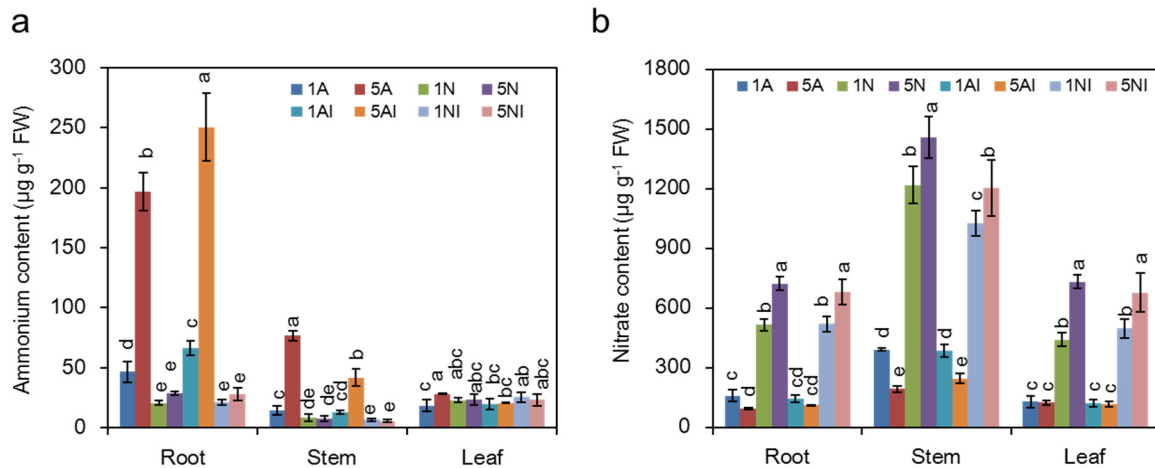 a
Ammonium content (µg g⁻¹ FW)
300
250
200
150
100
50
0
1A 5A 1N 5N
1AI 5AI 1NI 5NI
d b e e c a e e
c a de de cd b e e
c a abc abc bc bc ab abc
Root Stem Leaf
b
Nitrate content (µg g⁻¹ FW)
1800
1500
1200
900
600
300
0
1A 5A 1N 5N 1AI 5AI 1NI 5NI
c d b a cd cd b a
d e b a d e c b
c c b a c c b a
Root Stem Leaf